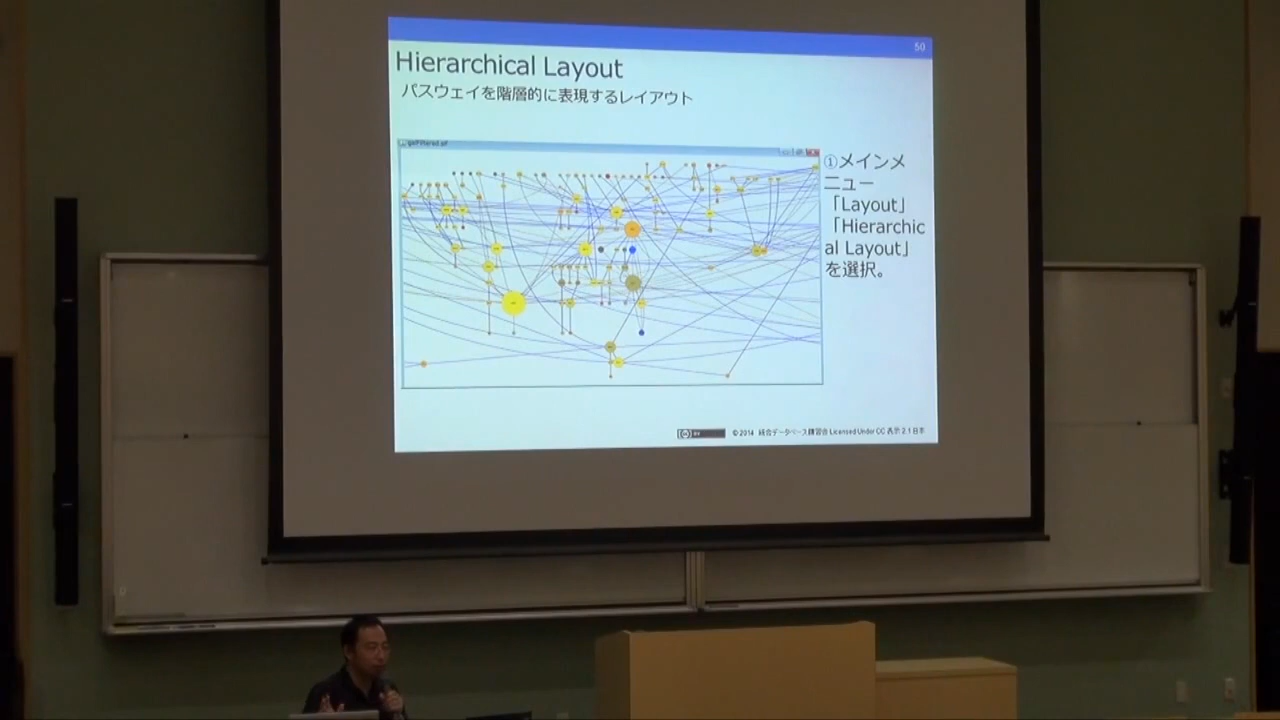 50
Hierarchical Layout
パスウェイを階層的に表現するレイアウト
galFiltered.sif
①メインメ
ニュー
「Layout」
「Hierarchic
al Layout」
を選択。
© 2014 統合データベース講習会 Licensed Under CC 表示 2.1 日本